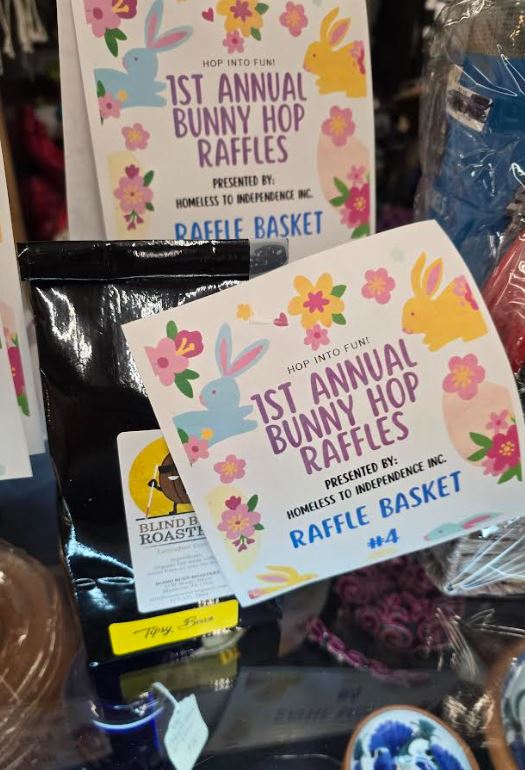 HOP INTO FUN!
1ST ANNUAL
BUNNY HOP
RAFFLES
PRESENTED BY:
HOMELESS TO INDEPENDENCE INC.
RAFFLE BASKET
HOP INTO FUN!
1ST ANNUAL
BUNNY HOP
RAFFLES
PRESENTED BY:
HOMELESS TO INDEPENDENCE INC.
RAFFLE BASKET
#4
BLIND
ROASTE
Tipsy Bean